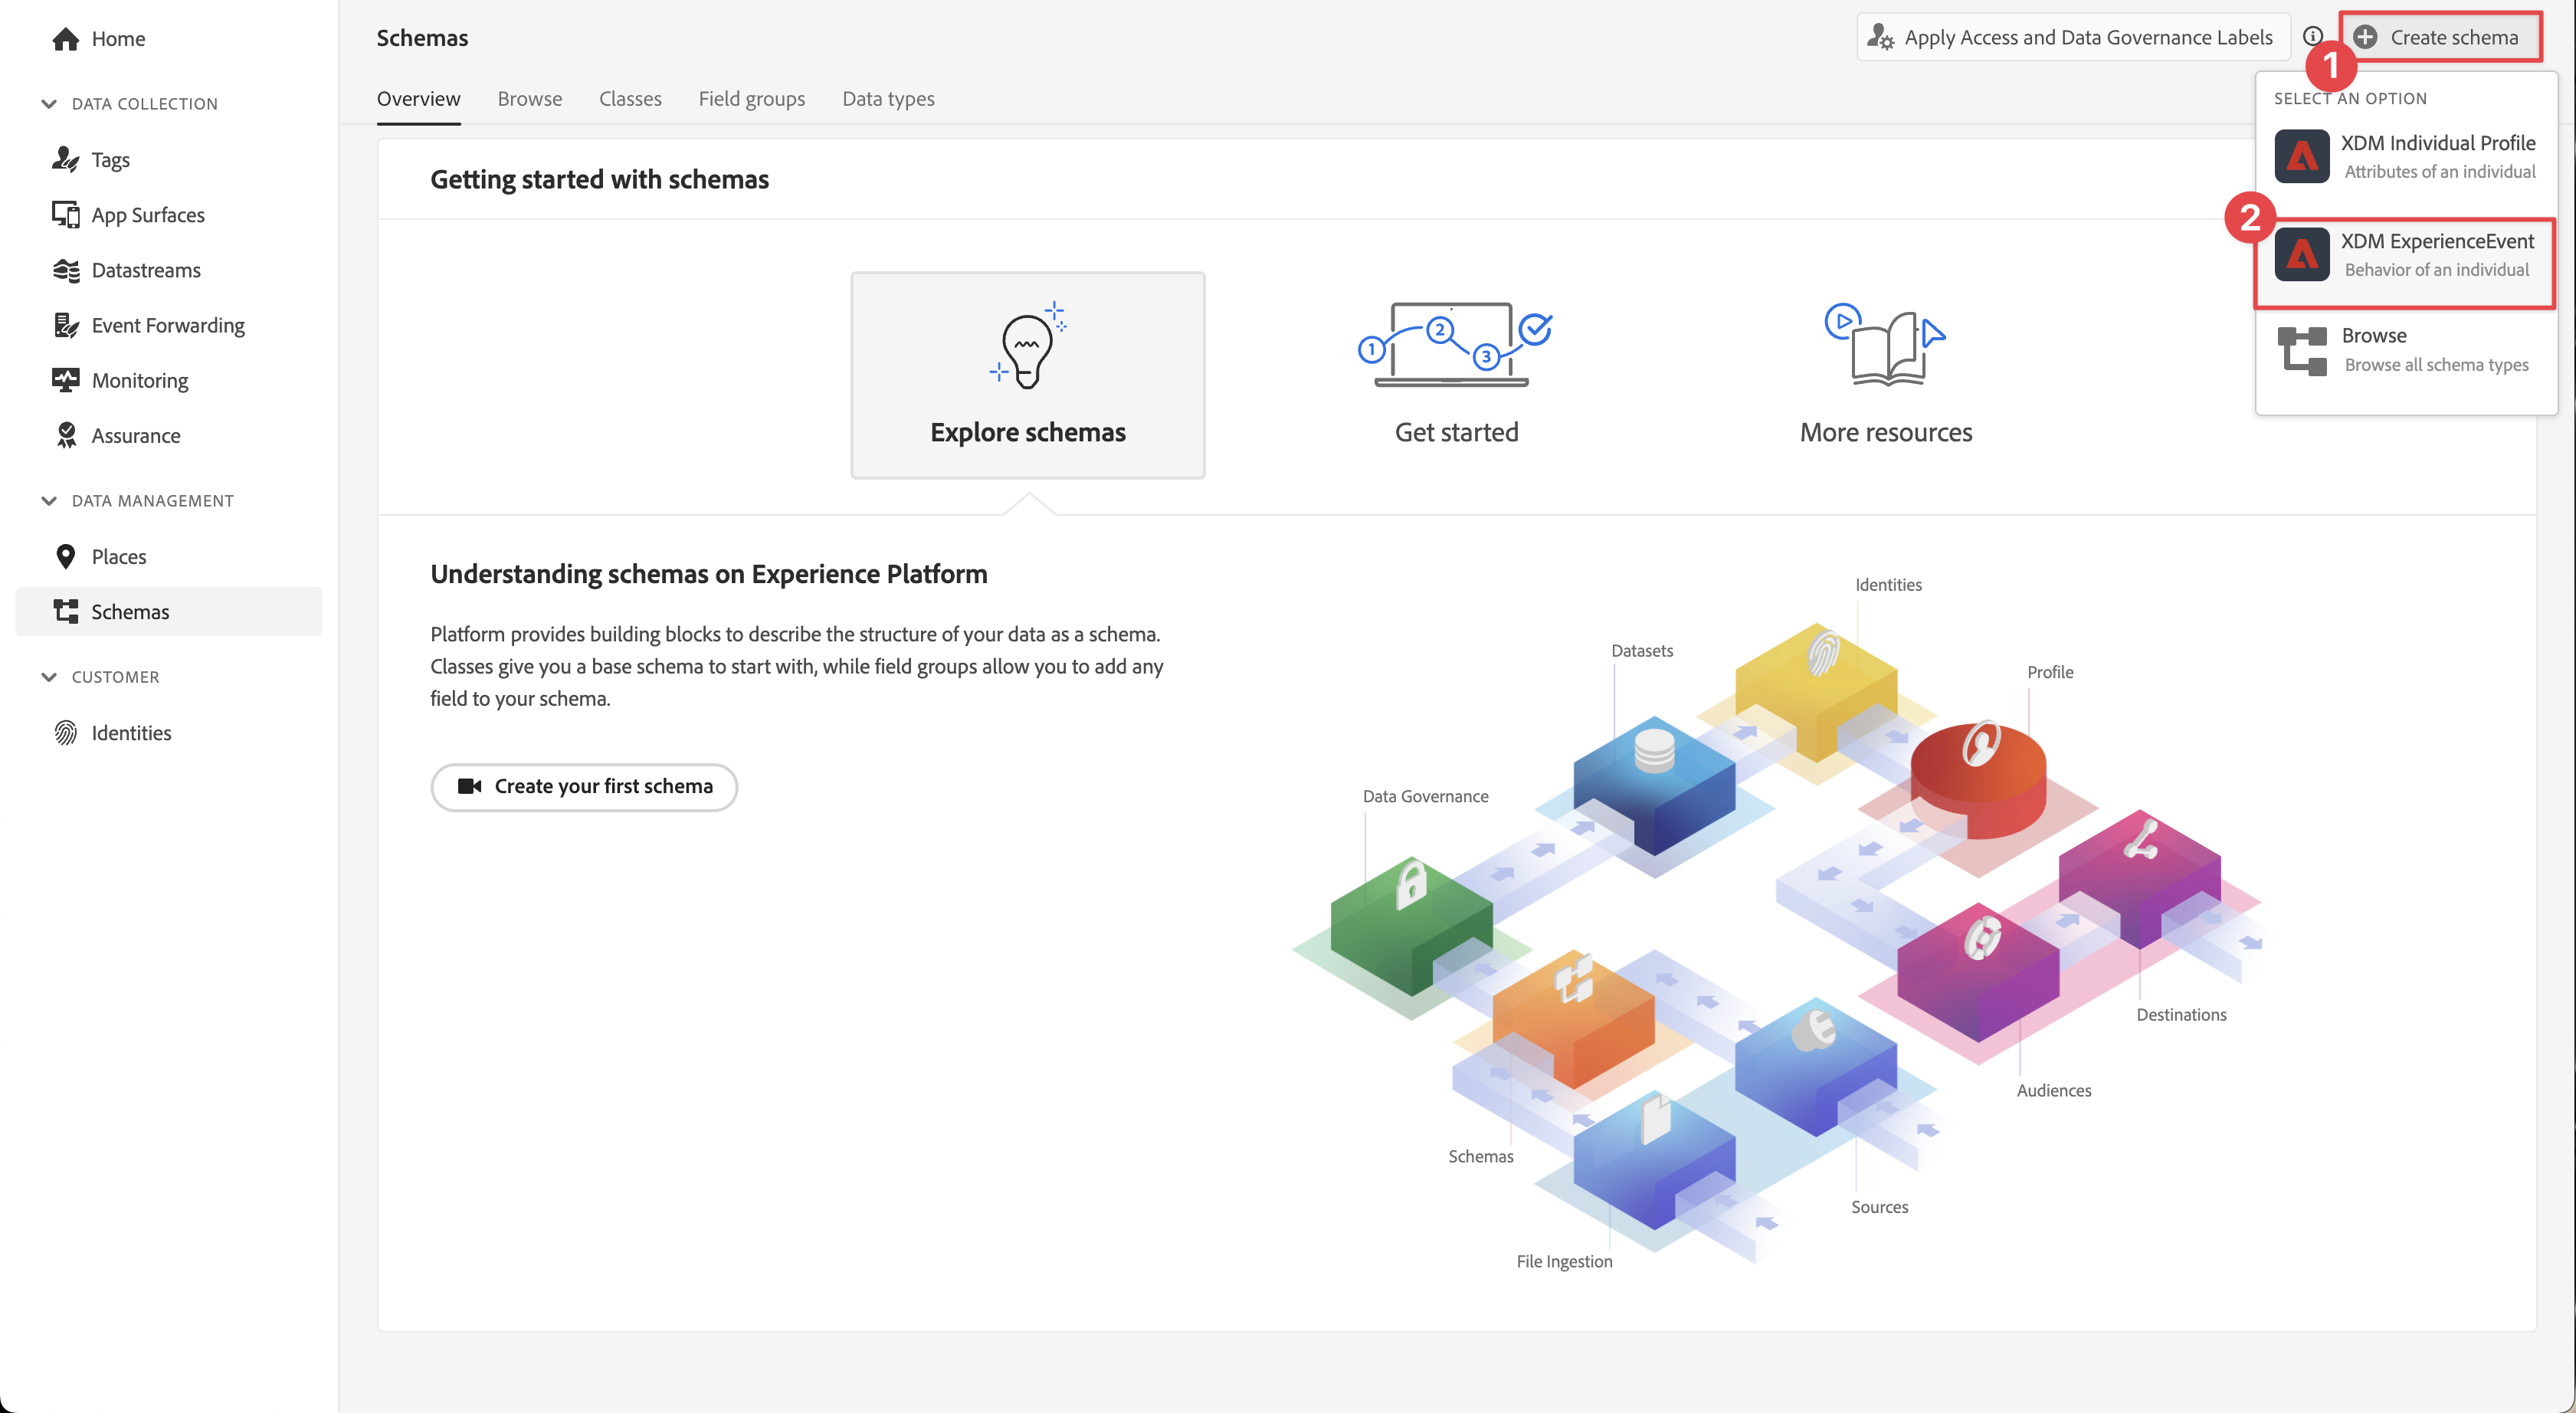 Home
DATA COLLECTION
Tags
App Surfaces
Datastreams
Event Forwarding
Monitoring
Assurance
DATA MANAGEMENT
Places
Schemas
CUSTOMER
Identities
Schemas
Apply Access and Data Governance Labels
Create schema
1
Overview
Browse
Classes
Field groups
Data types
SELECT AN OPTION
XDM Individual Profile
Attributes of an individual
2
XDM ExperienceEvent
Behavior of an individual
Browse
Browse all schema types
Getting started with schemas
Explore schemas
1
2
3
Get started
More resources
Understanding schemas on Experience Platform
Platform provides building blocks to describe the structure of your data as a schema.
Classes give you a base schema to start with, while field groups allow you to add any
field to your schema.
Create your first schema
Identities
Datasets
Profile
Data Governance
Destinations
Audiences
Schemas
Sources
File Ingestion